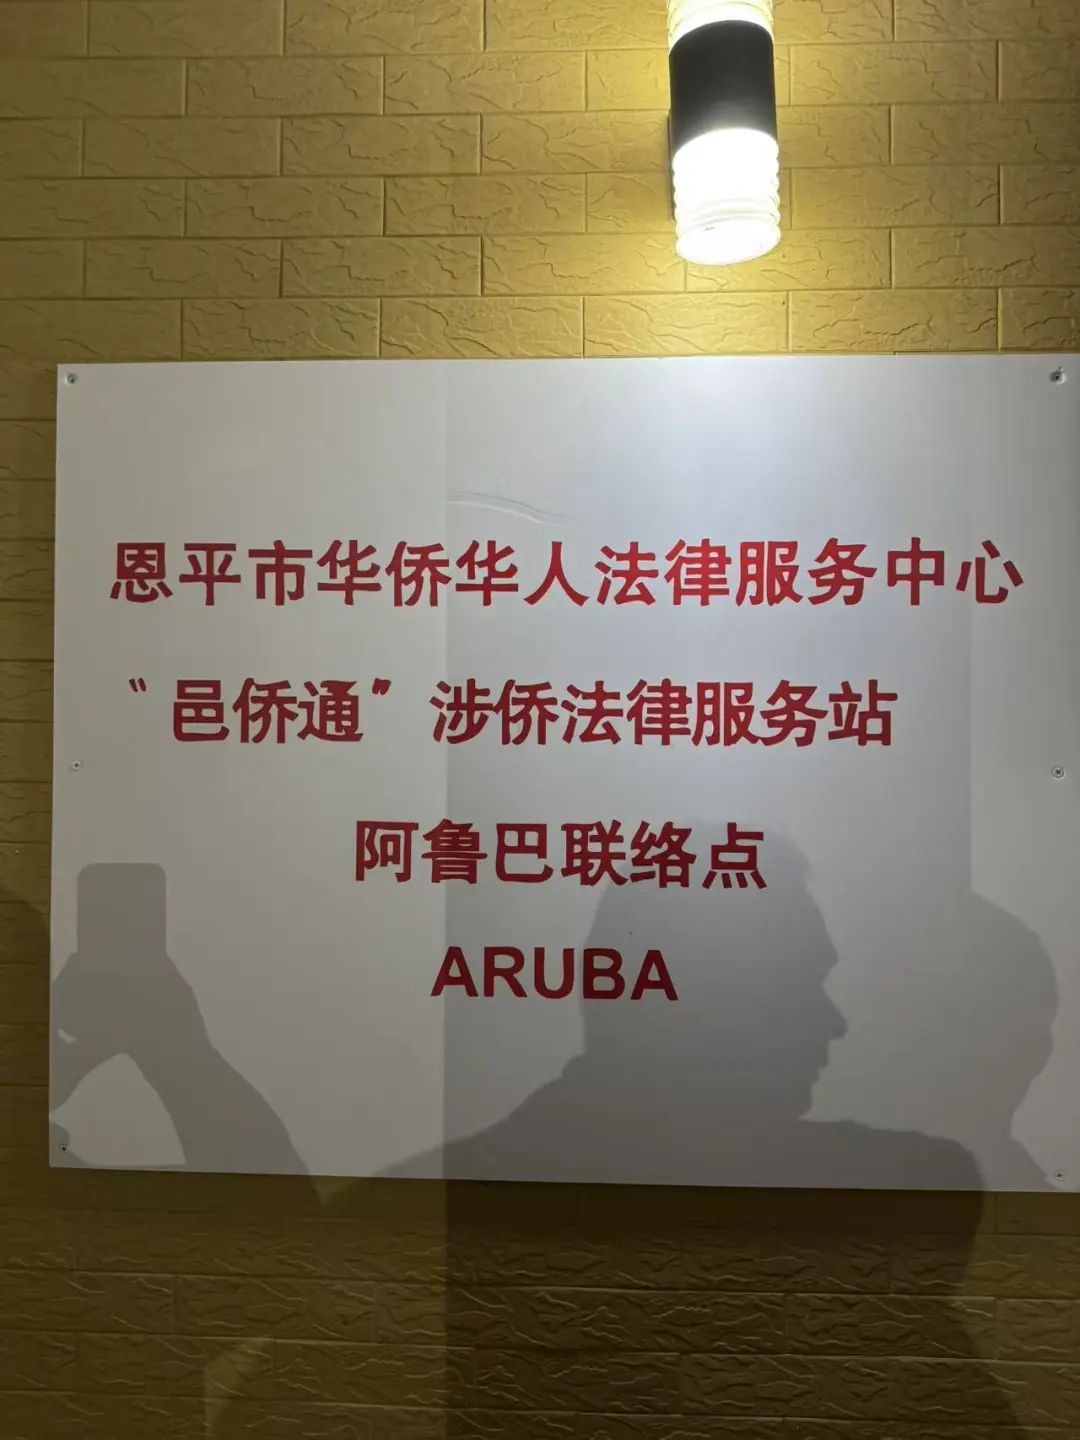 恩平市华侨华人法律服务中心
“邑侨通”涉侨法律服务站
阿鲁巴联络点
ARUBA